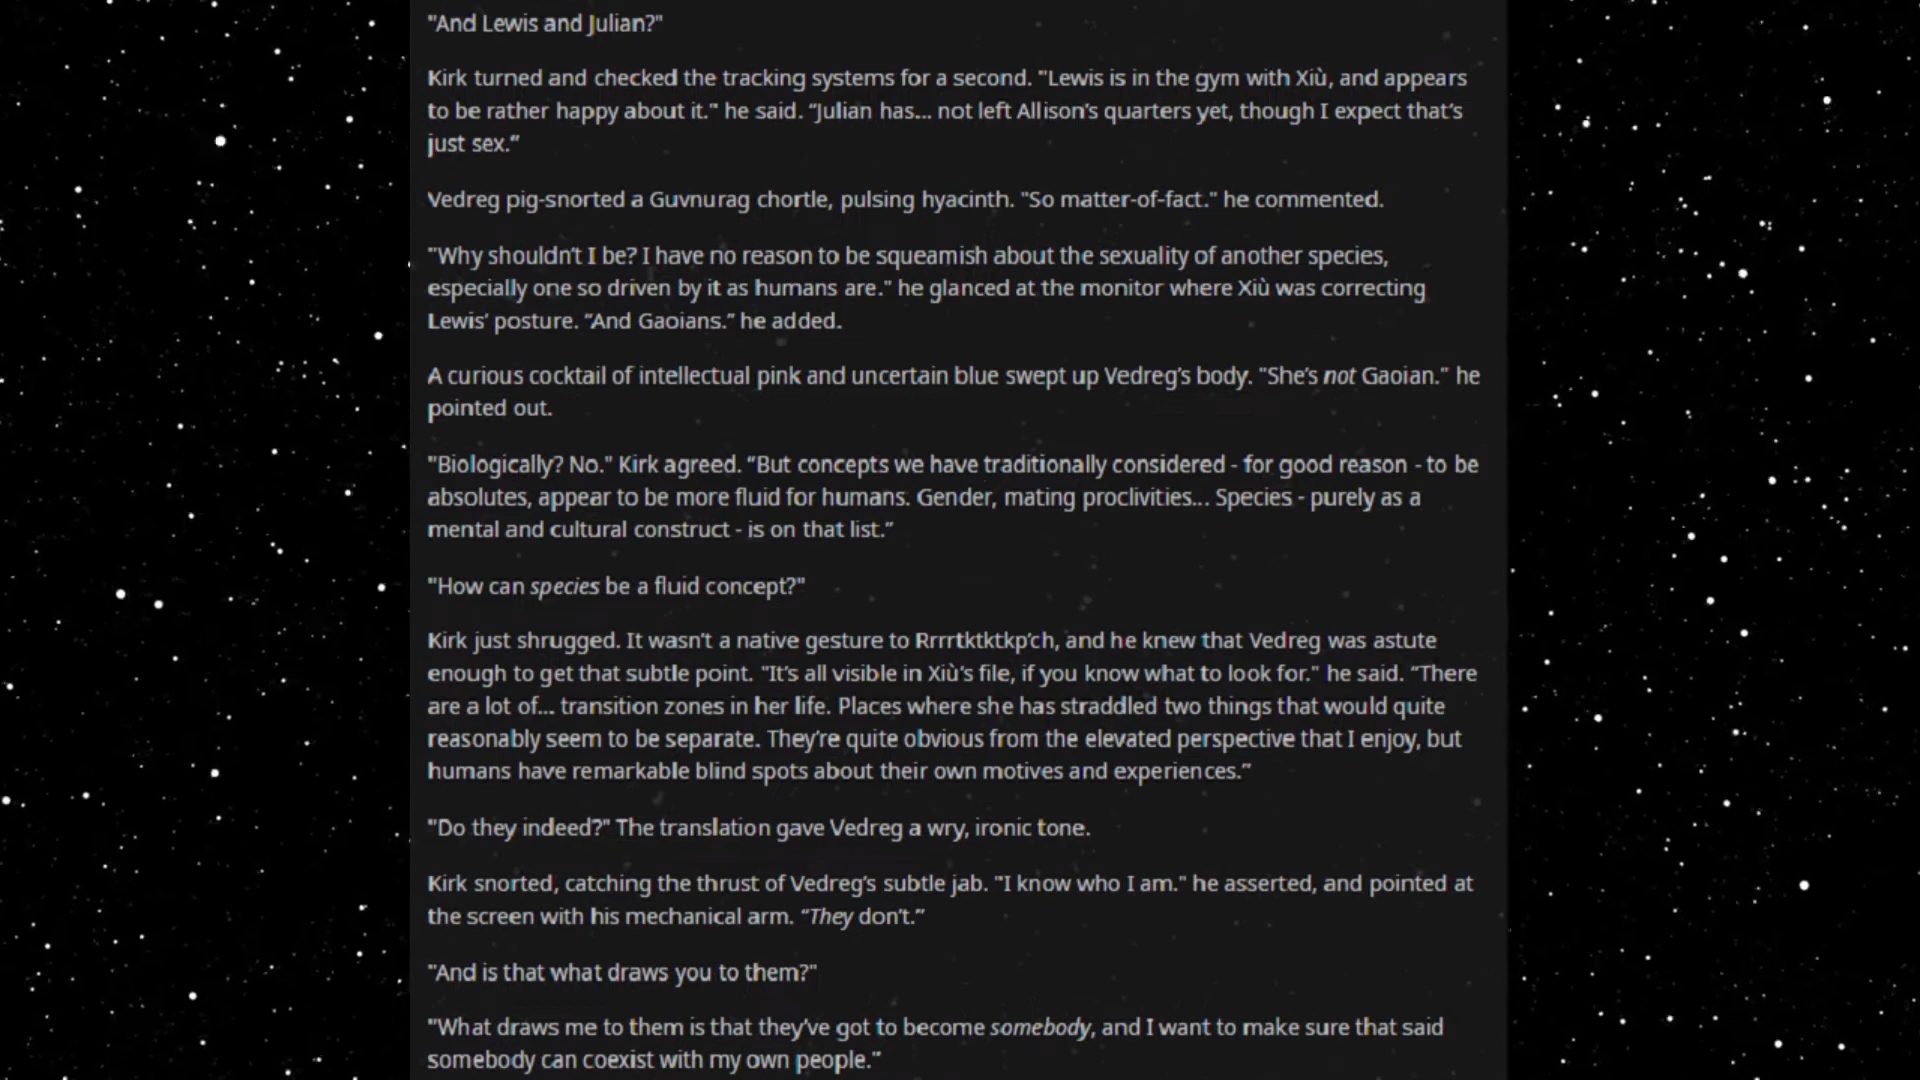 "And Lewis and Julian?"
Kirk turned and checked the tracking systems for a second. "Lewis is in the gym with Xiù, and appears
to be rather happy about it." he said. “Julian has... not left Allison’s quarters yet, though I expect that’s
just sex.”
Vedreg pig-snorted a Guvnurag chortle, pulsing hyacinth. "So matter-of-fact." he commented.
"Why shouldn’t I be? I have no reason to be squeamish about the sexuality of another species,
especially one so driven by it as humans are." he glanced at the monitor where Xiù was correcting
Lewis’ posture. “And Gaoians.” he added.
A curious cocktail of intellectual pink and uncertain blue swept up Vedreg’s body. "She’s not Gaoian." he
pointed out.
"Biologically? No." Kirk agreed. “But concepts we have traditionally considered - for good reason - to be
absolutes, appear to be more fluid for humans. Gender, mating proclivities... Species - purely as a
mental and cultural construct - is on that list.”
"How can species be a fluid concept?"
Kirk just shrugged. It wasn’t a native gesture to Rrrrtktktkp’ch, and he knew that Vedreg was astute
enough to get that subtle point. "It’s all visible in Xiù’s file, if you know what to look for." he said. “There
are a lot of... transition zones in her life. Places where she has straddled two things that would quite
reasonably seem to be separate. They’re quite obvious from the elevated perspective that I enjoy, but
humans have remarkable blind spots about their own motives and experiences.”
"Do they indeed?" The translation gave Vedreg a wry, ironic tone.
Kirk snorted, catching the thrust of Vedreg’s subtle jab. "I know who I am." he asserted, and pointed at
the screen with his mechanical arm. “They don’t.”
"And is that what draws you to them?"
"What draws me to them is that they’ve got to become somebody, and I want to make sure that said
somebody can coexist with my own people."